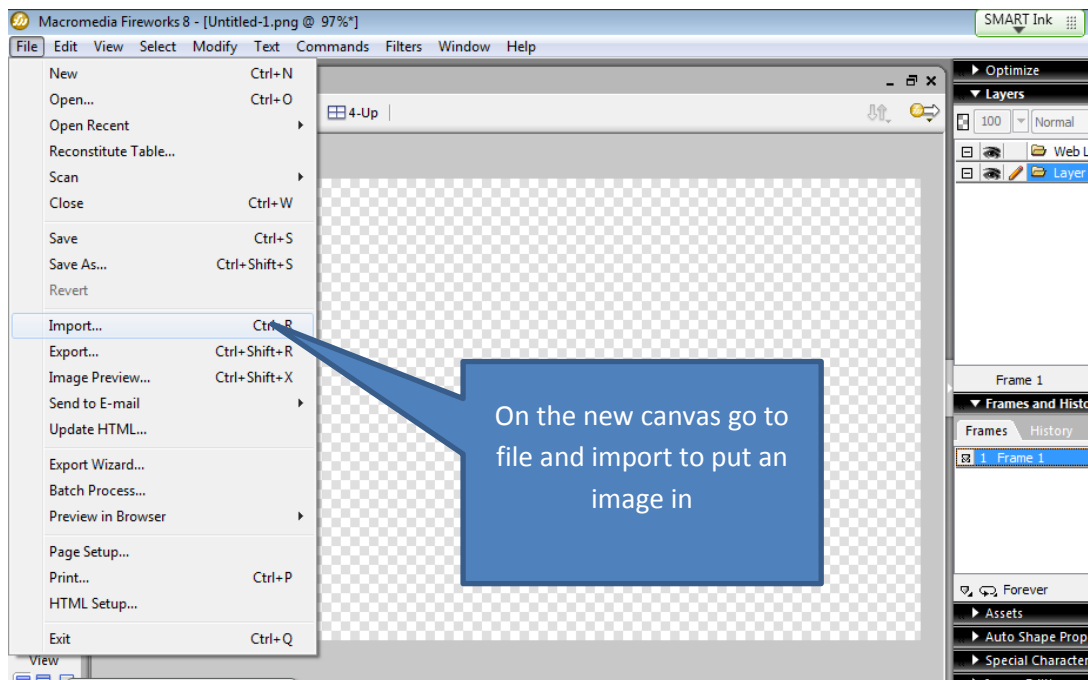 Macromedia Fireworks 8 - [Untitled-1.png @ 97%*]
SMART Ink
File Edit View Select Modify Text Commands Filters Window Help
New Ctrl+N
Open... Ctrl+O
Open Recent
Reconstitute Table...
Scan
Close Ctrl+W
Save Ctrl+S
Save As... Ctrl+Shift+S
Revert
Import... Ctrl+R
Export... Ctrl+Shift+R
Image Preview... Ctrl+Shift+X
Send to E-mail
Update HTML...
Export Wizard...
Batch Process...
Preview in Browser
Page Setup...
Print... Ctrl+P
HTML Setup...
Exit Ctrl+Q
View
4-Up
On the new canvas go to
file and import to put an
image in
Optimize
Layers
100 Normal
Web L
Layer
Frame 1
Frames and Histo
Frames History
1 Frame 1
Forever
Assets
Auto Shape Prop
Special Character